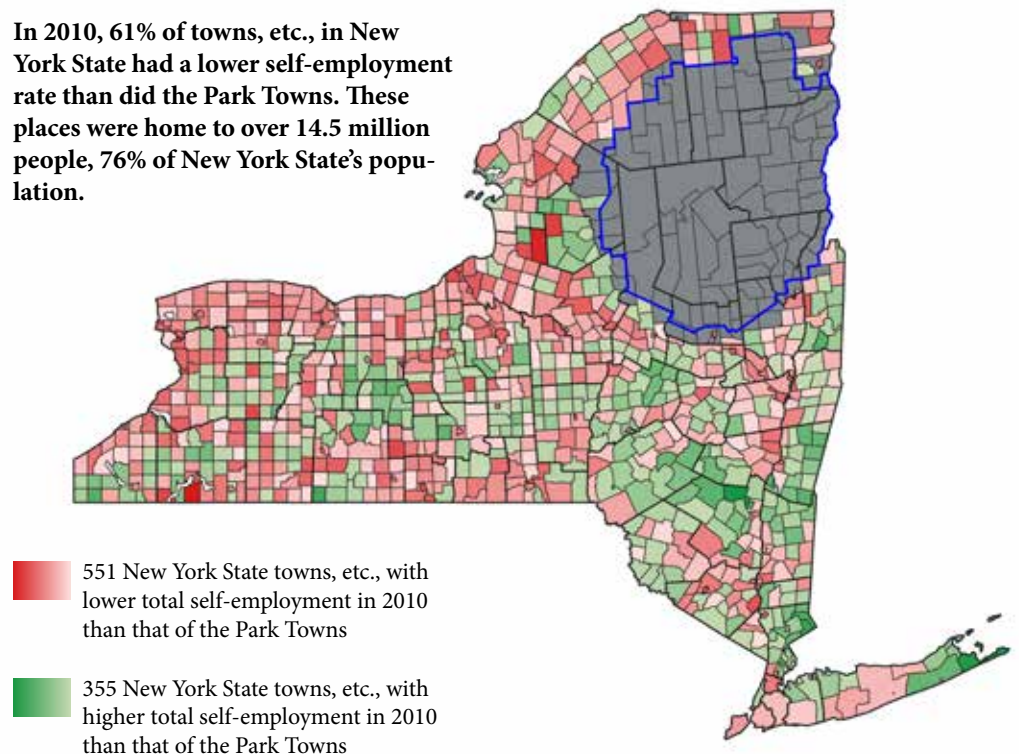 In 2010, 61% of towns, etc., in New
York State had a lower self-employment
rate than did the Park Towns. These
places were home to over 14.5 million
people, 76% of New York State's popu-
lation.
551 New York State towns, etc., with
lower total self-employment in 2010
than that of the Park Towns
355 New York State towns, etc., with
higher total self-employment in 2010
than that of the Park Towns